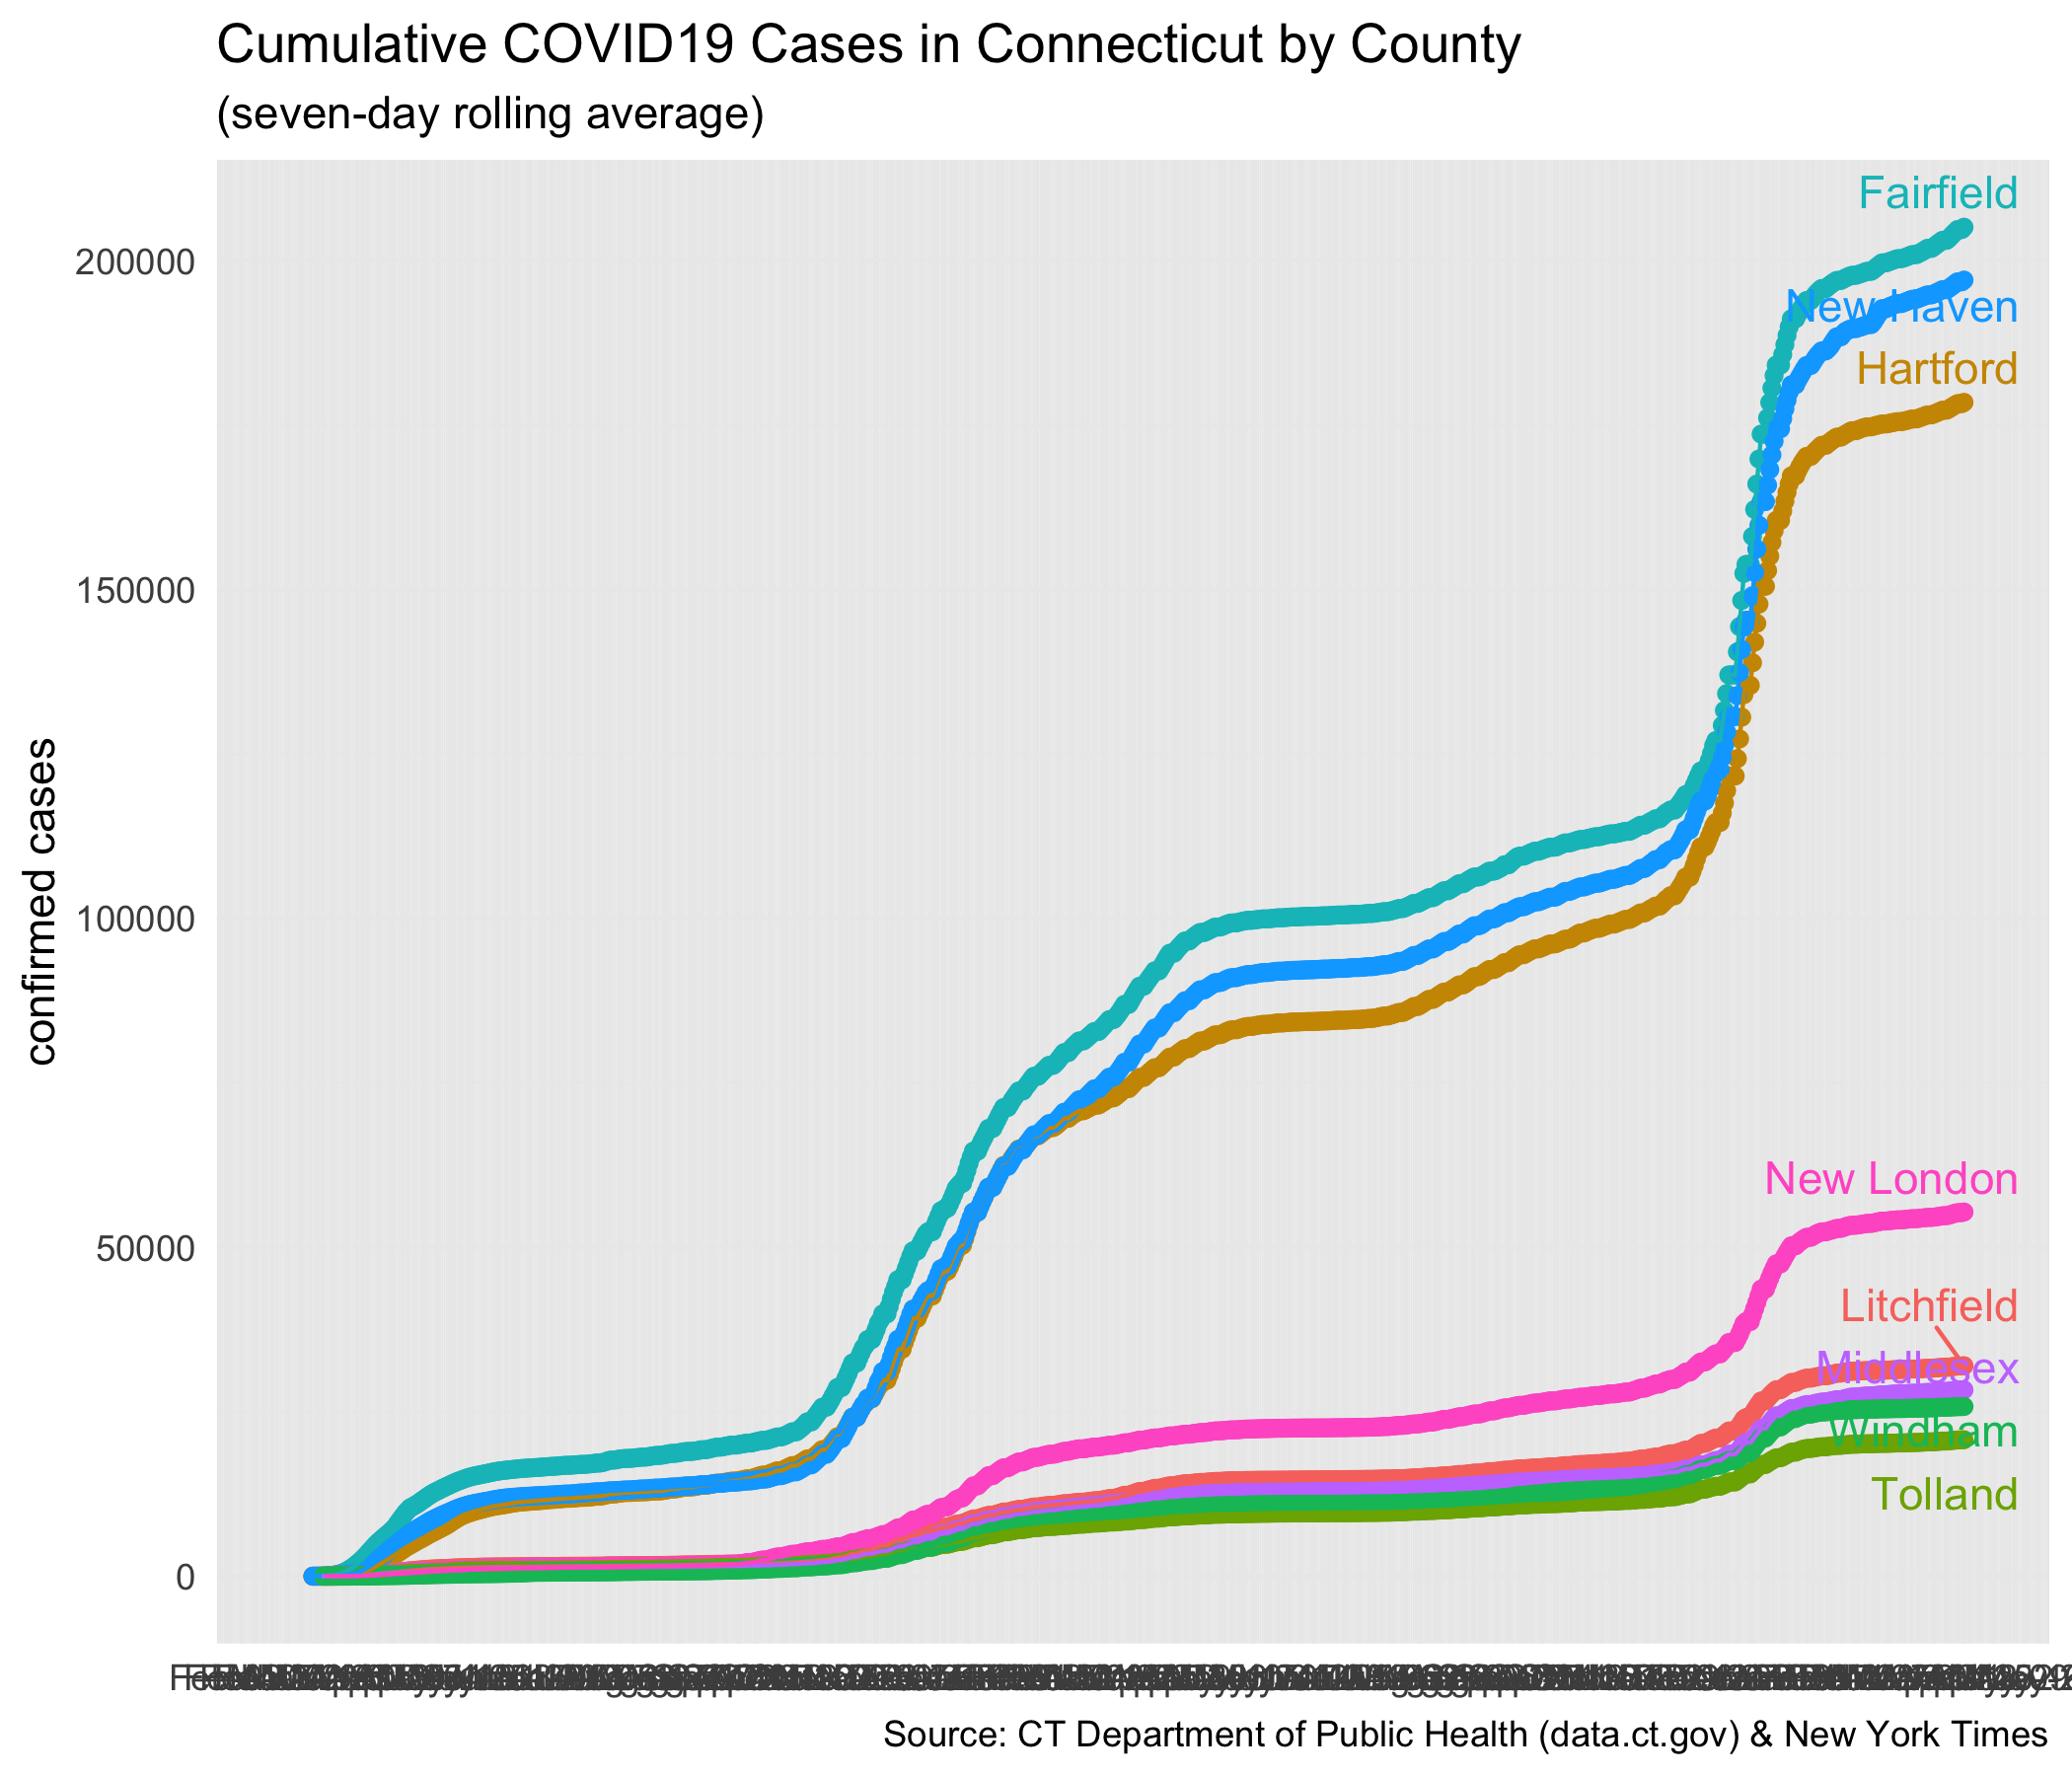 Cumulative COVID19 Cases in Connecticut by County
(seven-day rolling average)
Fairfield
200000
New Haven
Hartford
150000
confirmed cases
100000
New London
50000
Litchfield
Middlesex
Windham
Tolland
0
Source: CT Department of Public Health (data.ct.gov) & New York Times